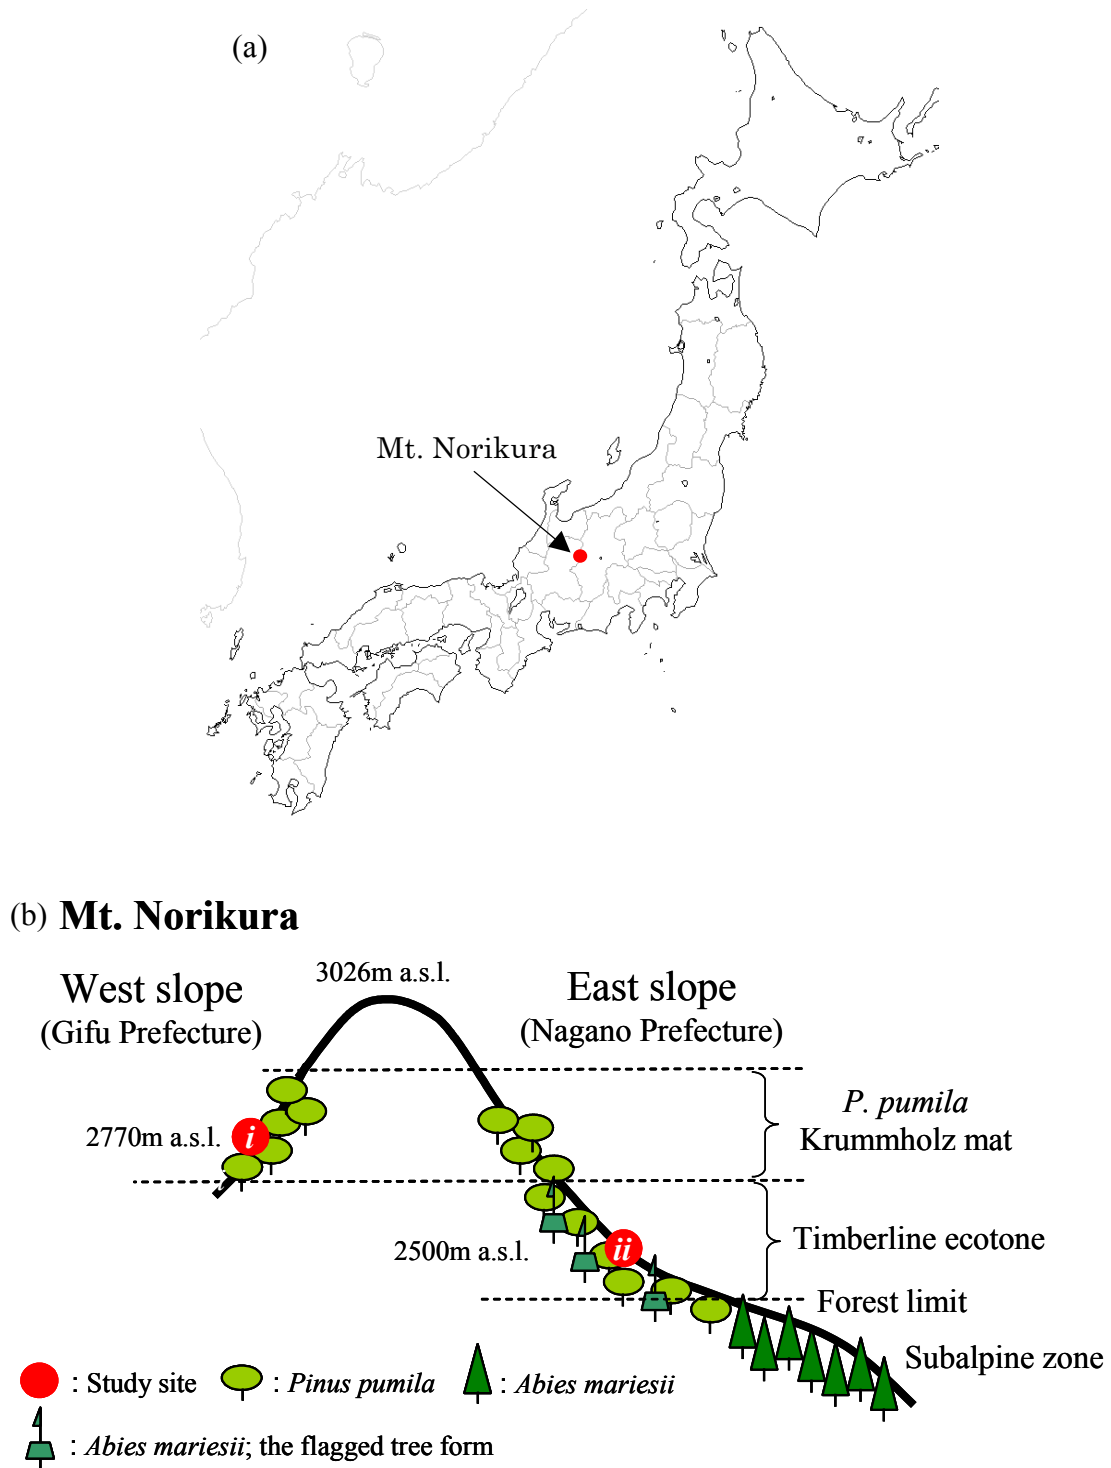 (a)
Mt. Norikura
(b) Mt. Norikura
3026m a.s.l.
West slope
(Gifu Prefecture)
East slope
(Nagano Prefecture)
P. pumila
Krummholz mat
2770m a.s.l.
i
Timberline ecotone
2500m a.s.l.
ii
Forest limit
Subalpine zone
: Study site
: Pinus pumila
: Abies mariesii
: Abies mariesii; the flagged tree form